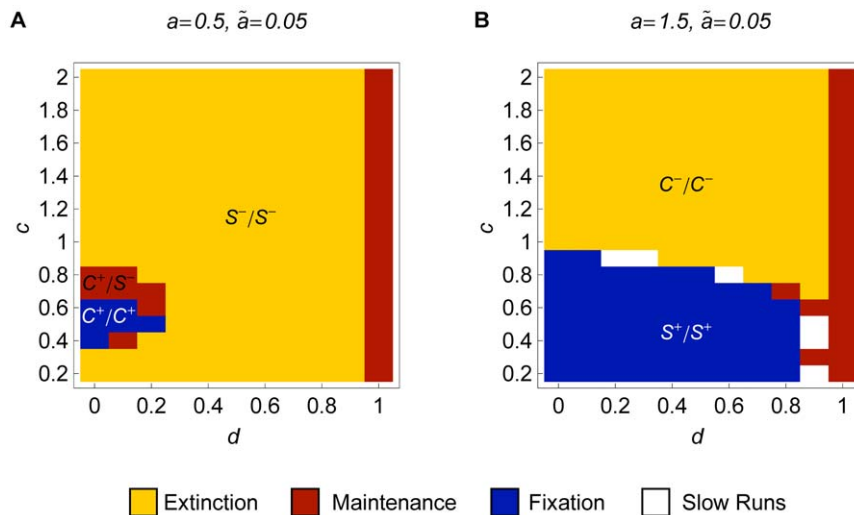 A
a=0.5, ã=0.05
B
a=1.5, ã=0.05
c
2
1.8
1.6
1.4
1.2
1
0.8
0.6
0.4
0.2
S⁻/S⁻
C⁺/S⁻
C⁺/C⁺
0 0.2 0.4 0.6 0.8 1
d
c
2
1.8
1.6
1.4
1.2
1
0.8
0.6
0.4
0.2
C⁻/C⁻
S⁺/S⁺
0 0.2 0.4 0.6 0.8 1
d
Extinction Maintenance Fixation Slow Runs